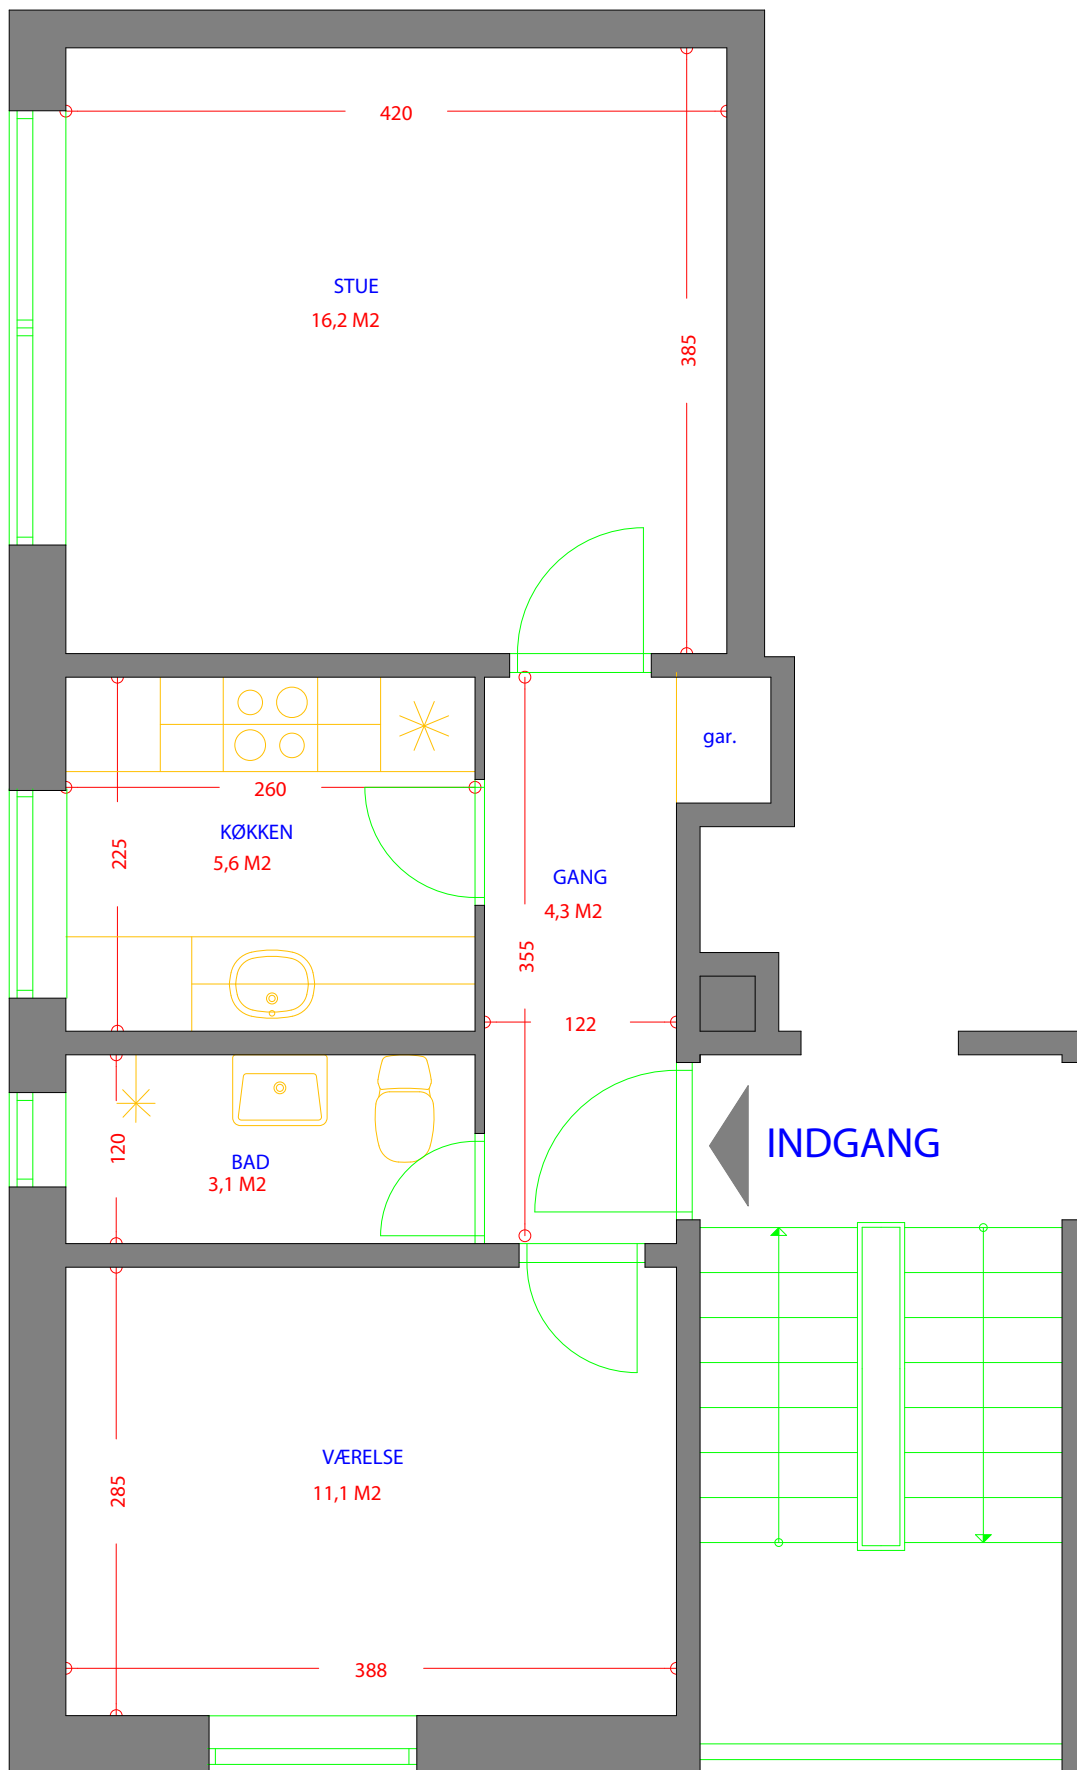 420
STUE
16,2 M2
385
gar.
260
KØKKEN
5,6 M2
225
GANG
4,3 M2
355
122
INDGANG
120
BAD
3,1 M2
VÆRELSE
11,1 M2
285
388